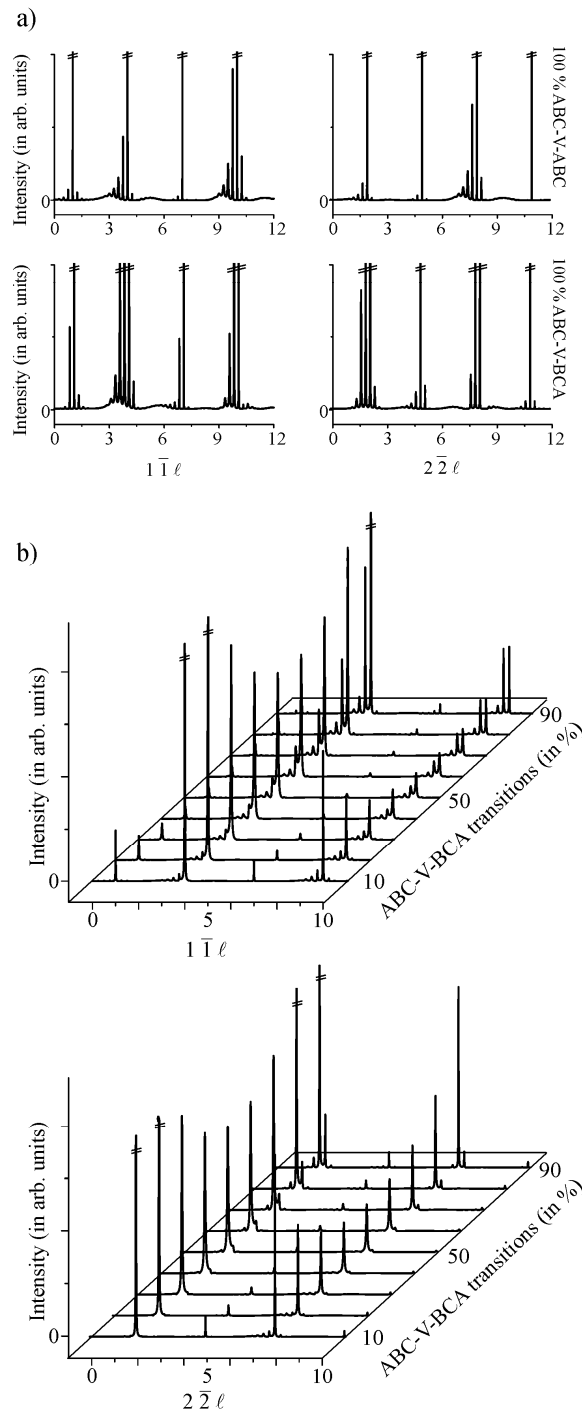 a)
Intensity (in arb. units)
0
0 3 6 9 12
0 3 6 9 12
100 % ABC-V-ABC
Intensity (in arb. units)
0
0 3 6 9 12
0 3 6 9 12
100 % ABC-V-BCA
1 1̅ ℓ
2 2̅ ℓ
b)
Intensity (in arb. units)
0
0 5 10
1 1̅ ℓ
10 50 90
ABC-V-BCA transitions (in %)
Intensity (in arb. units)
0
0 5 10
2 2̅ ℓ
10 50 90
ABC-V-BCA transitions (in %)